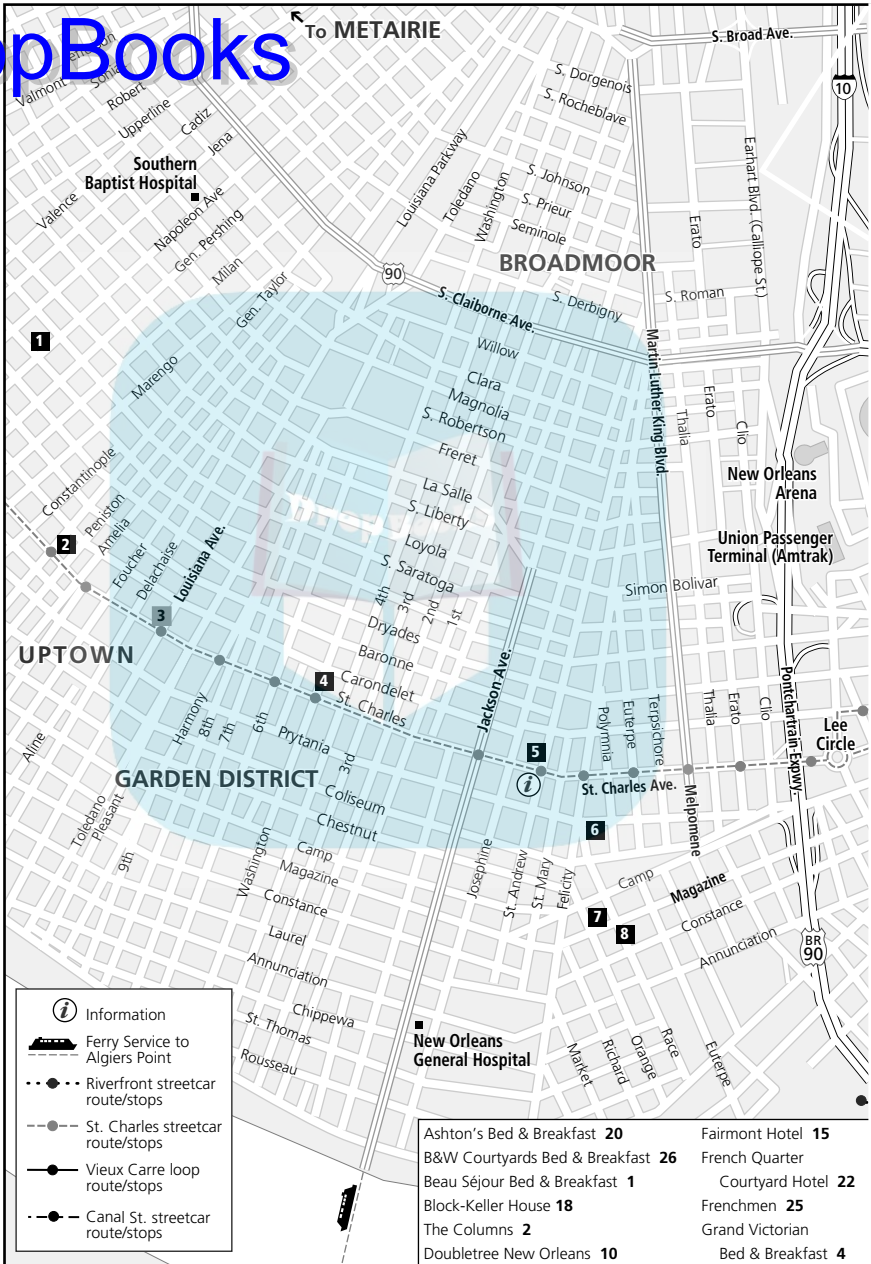 opBooks
To METAIRIE
S. Broad Ave.
10
Valmont
Sonia
Robert
Upperline
Cadiz
Jena
S. Dorgenois
S. Rocheblave
Southern
Baptist Hospital
Louisiana Parkway
Toledano
Washington
S. Johnson
S. Prieur
Seminole
Earhart Blvd. (Calliope St.)
Erato
Valence
Napoleon Ave
Gen. Pershing
Milan
Gen. Taylor
90
BROADMOOR
S. Claiborne Ave.
S. Derbigny
S. Roman
1
Marengo
Willow
Clara
Magnolia
S. Robertson
Freret
Martin Luther King Blvd.
Thalia
Erato
Clio
New Orleans
Arena
Constantinople
Peniston
Amelia
Foucher
Delachaise
Louisiana Ave.
La Salle
S. Liberty
Loyola
S. Saratoga
Union Passenger
Terminal (Amtrak)
2
Simon Bolivar
3
4th
3rd
2nd
1st
Dryades
Baronne
Carondelet
St. Charles
UPTOWN
4
Jackson Ave.
Pontchartrain Expwy.
Harmony
8th
7th
6th
Prytania
3rd
Polymnia
Euterpe
Terpsichore
Thalia
Erato
Clio
Lee
Circle
Aline
5
i
St. Charles Ave.
GARDEN DISTRICT
Coliseum
Chestnut
Toledano
Pleasant
9th
Washington
Camp
Magazine
Constance
Laurel
Annunciation
6
Melpomene
Josephine
St. Andrew
St. Mary
Felicity
Camp
Magazine
Constance
Annunciation
7
8
BR
90
Chippewa
St. Thomas
Rousseau
New Orleans
General Hospital
Market
Richard
Orange
Race
Euterpe
i Information
Ferry Service to
Algiers Point
Riverfront streetcar
route/stops
St. Charles streetcar
route/stops
Vieux Carre loop
route/stops
Canal St. streetcar
route/stops
Ashton's Bed & Breakfast 20
B&W Courtyards Bed & Breakfast 26
Beau Séjour Bed & Breakfast 1
Block-Keller House 18
The Columns 2
Doubletree New Orleans 10
Fairmont Hotel 15
French Quarter
Courtyard Hotel 22
Frenchmen 25
Grand Victorian
Bed & Breakfast 4